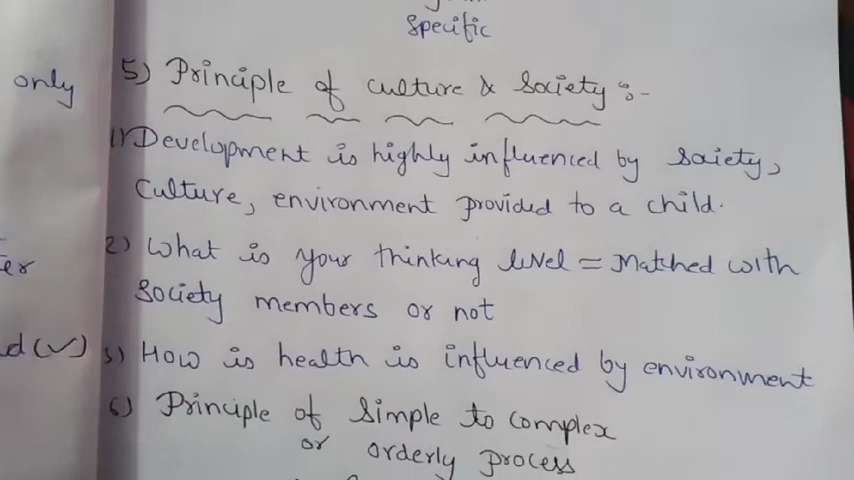 specific
only
5) Principle of culture & Society :-
1) Development is highly influenced by society,
culture, environment provided to a child.
2) What is your thinking level = Matched with
society members or not
d(✓)
3) How is health is influenced by environment
6) Principle of Simple to complex
or orderly process